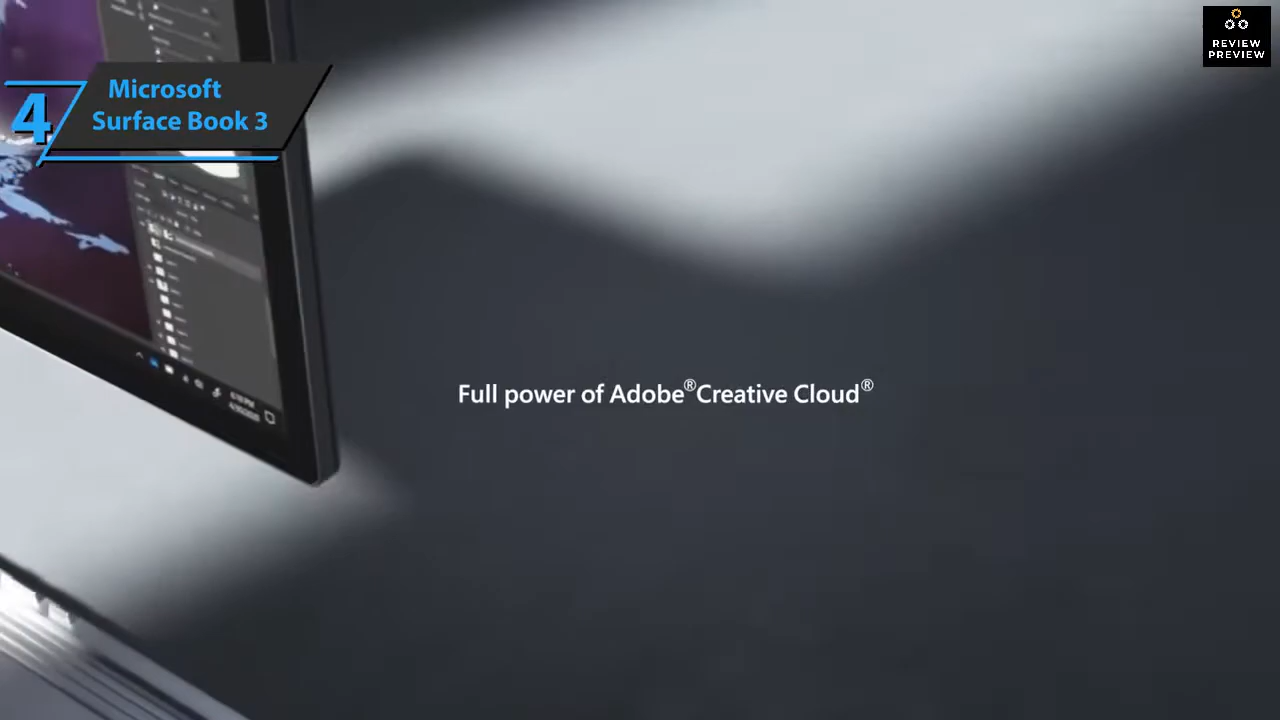 4
Microsoft
Surface Book 3
REVIEW
PREVIEW
Full power of Adobe®Creative Cloud®